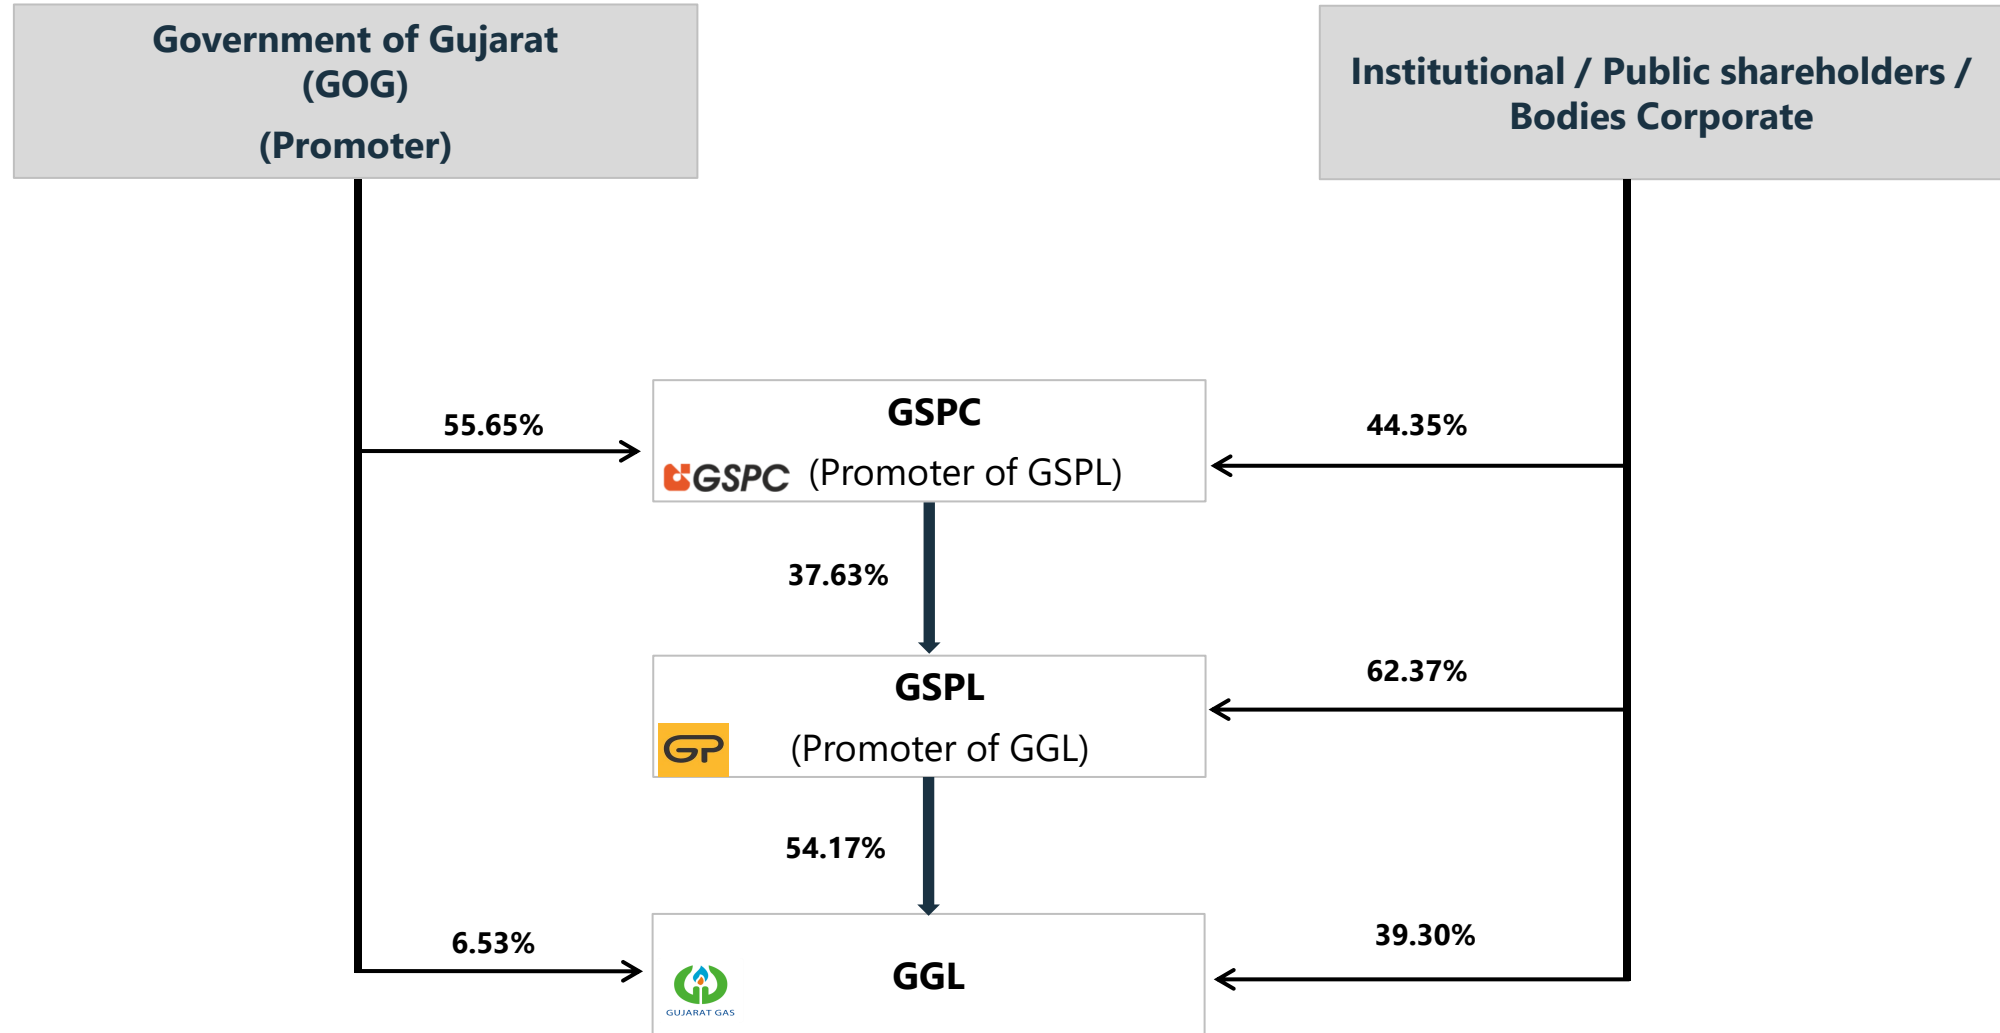 Government of Gujarat
(GOG)
(Promoter)
Institutional / Public shareholders /
Bodies Corporate
55.65%
GSPC
44.35%
GSPC (Promoter of GSPL)
37.63%
GSPL
62.37%
GP (Promoter of GGL)
54.17%
6.53%
GGL
39.30%
GUJARAT GAS